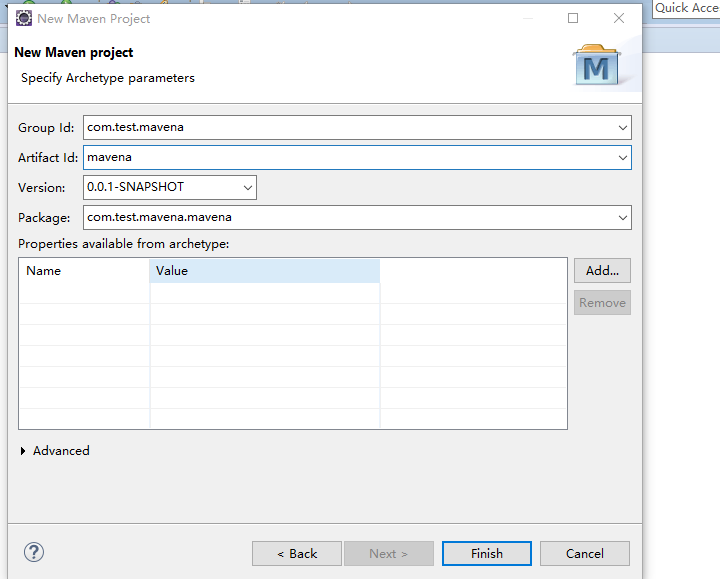 Quick Acce
New Maven Project
New Maven project
Specify Archetype parameters
M
Group Id: com.test.mavena
Artifact Id: mavena
Version: 0.0.1-SNAPSHOT
Package: com.test.mavena.mavena
Properties available from archetype:
Name Value
Add...
Remove
Advanced
? < Back Next > Finish Cancel